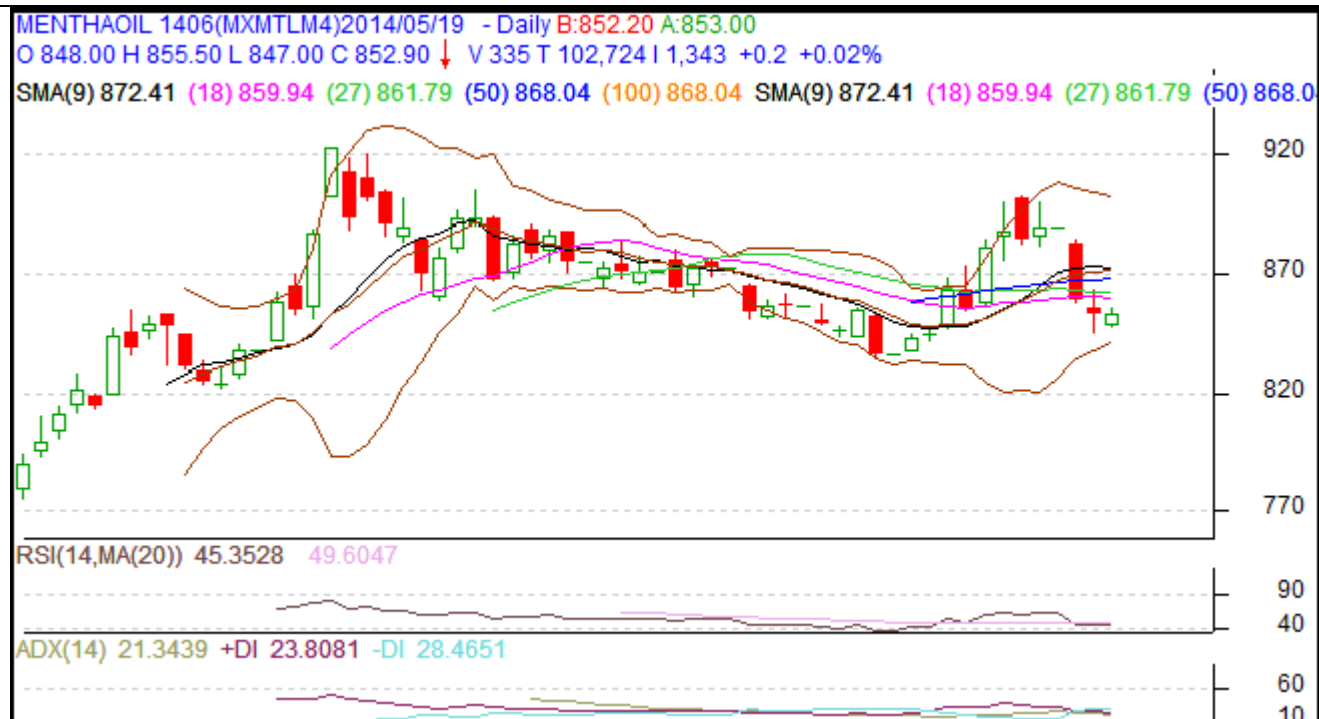 MENTHAOIL 1406(MXMTLM4)2014/05/19 - Daily B:852.20 A:853.00
O 848.00 H 855.50 L 847.00 C 852.90 V 335 T 102,724 I 1,343 +0.2 +0.02%
SMA(9) 872.41 (18) 859.94 (27) 861.79 (50) 868.04 (100) 868.04 SMA(9) 872.41 (18) 859.94 (27) 861.79 (50) 868.0
920
870
820
770
RSI(14,MA(20)) 45.3528 49.6047
90
40
ADX(14) 21.3439 +DI 23.8081 -DI 28.4651
60
10